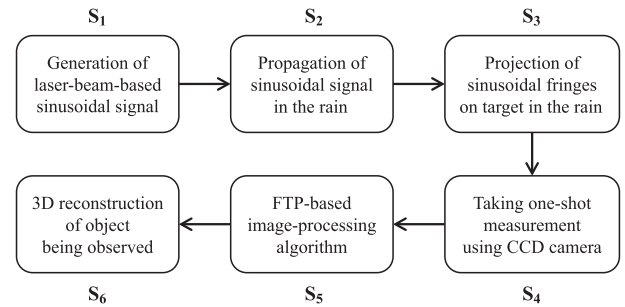 S₁
S₂
S₃
Generation of
laser-beam-based
sinusoidal signal
Propagation of
sinusoidal signal
in the rain
Projection of
sinusoidal fringes
on target in the rain
3D reconstruction
of object
being observed
FTP-based
image-processing
algorithm
Taking one-shot
measurement
using CCD camera
S₆
S₅
S₄